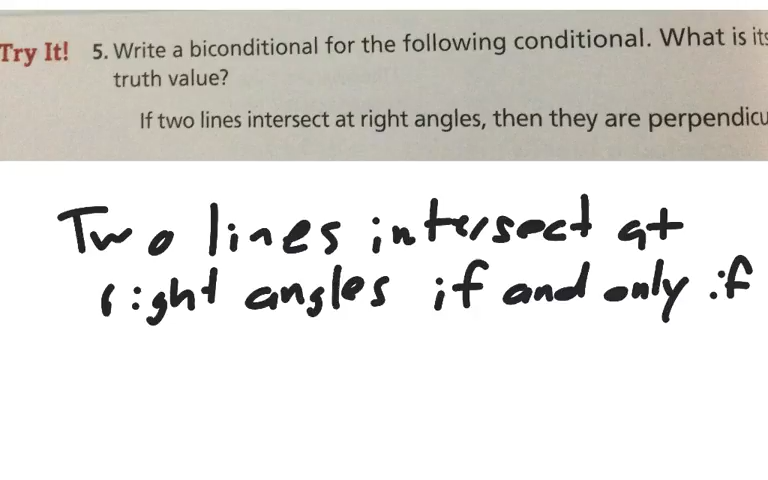 Try It! 5. Write a biconditional for the following conditional. What is its
truth value?
If two lines intersect at right angles, then they are perpendicu
Two lines intersect at
right angles if and only if